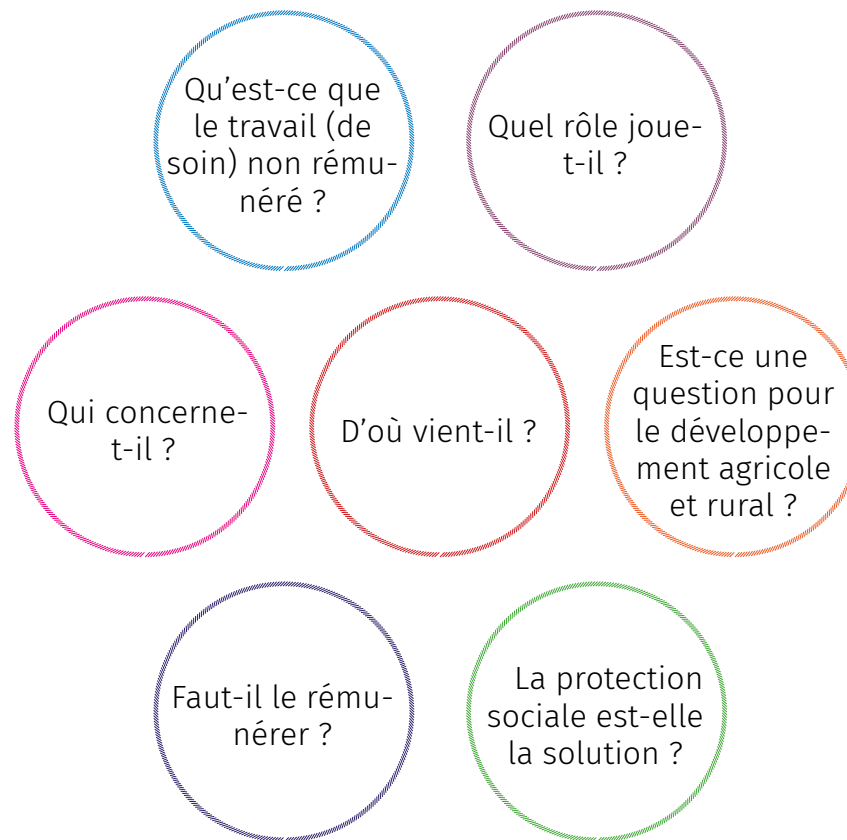 Qu’est-ce que
le travail (de
soin) non rému-
néré ?
Quel rôle joue-
t-il ?
Qui concerne-
t-il ?
D’où vient-il ?
Est-ce une
question pour
le développe-
ment agricole
et rural ?
Faut-il le rému-
nérer ?
La protection
sociale est-elle
la solution ?